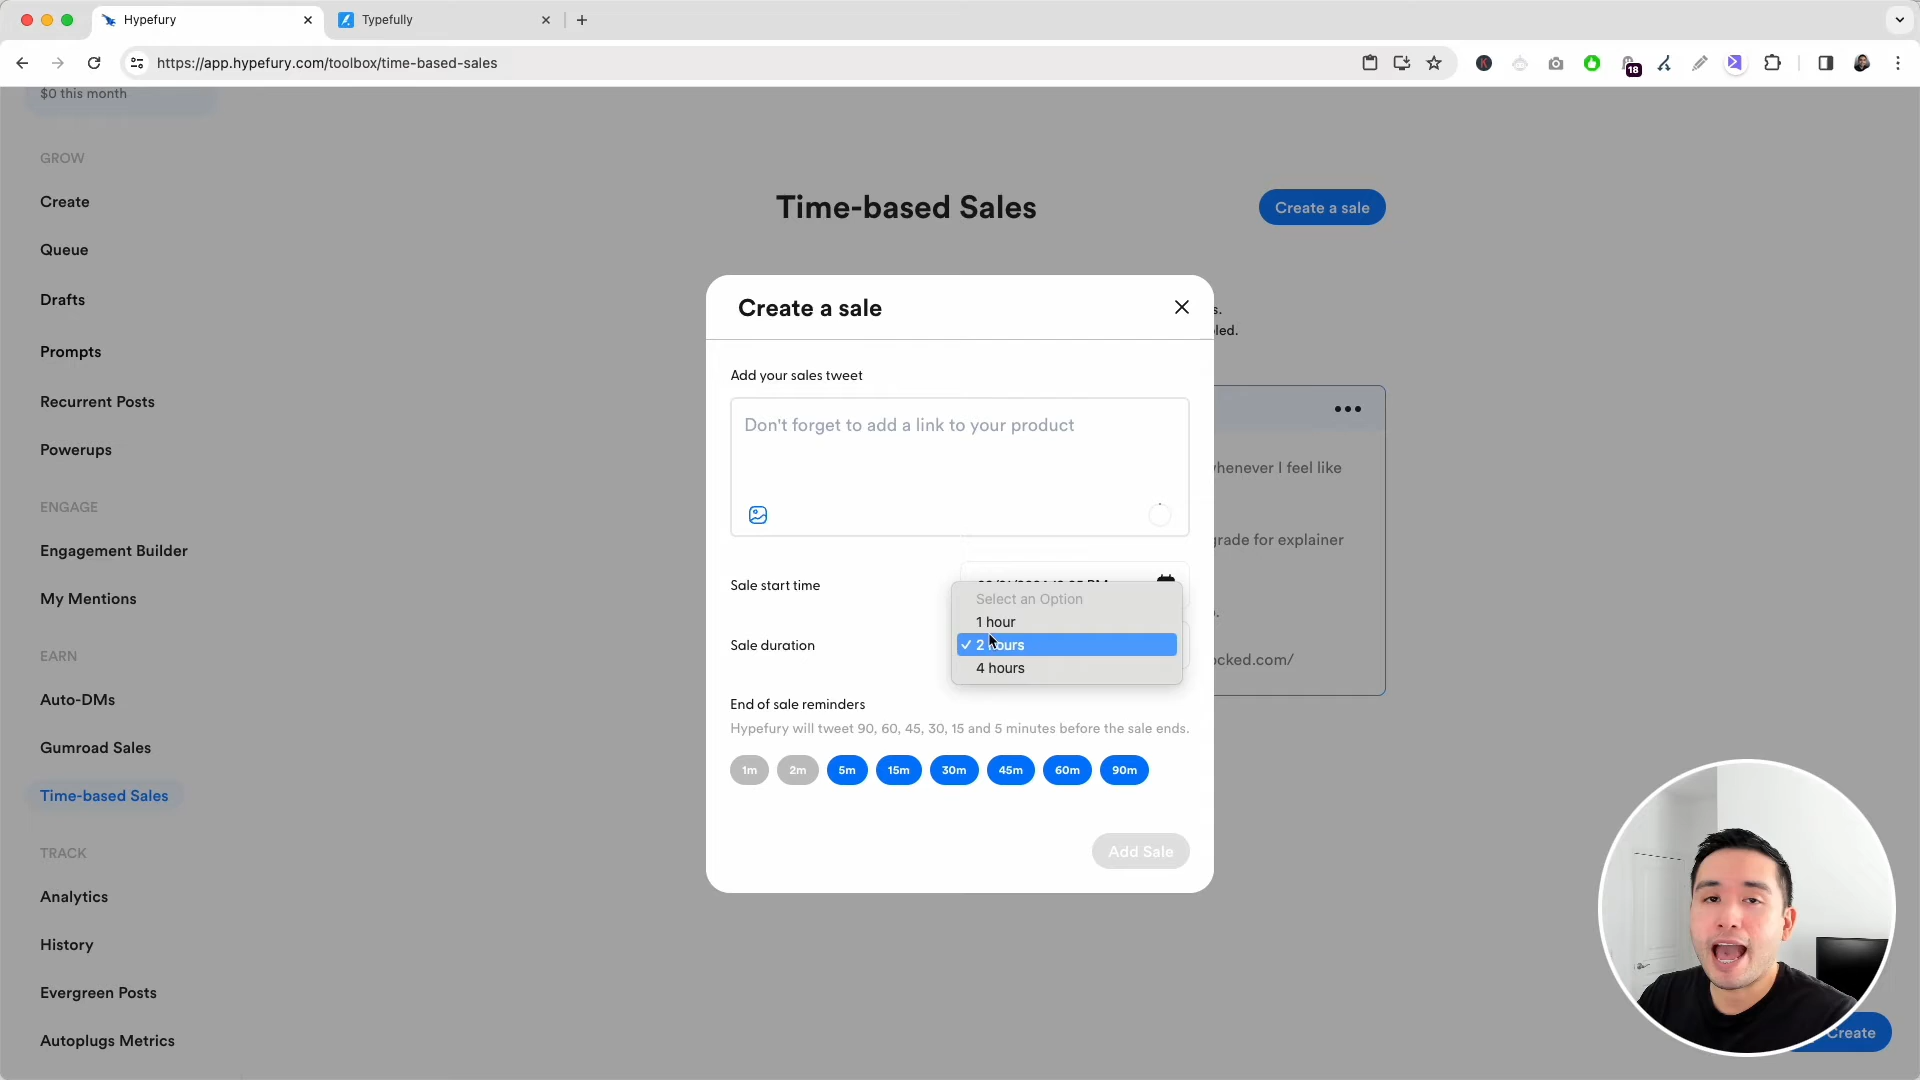 Hypefury
Typefully
https://app.hypefury.com/toolbox/time-based-sales
18
$0 this month
GROW
Create
Queue
Drafts
Prompts
Recurrent Posts
Powerups
ENGAGE
Engagement Builder
My Mentions
EARN
Auto-DMs
Gumroad Sales
Time-based Sales
TRACK
Analytics
History
Evergreen Posts
Autoplugs Metrics
Time-based Sales
Create a sale
whenever I feel like
grade for explainer
ocked.com/
Create a sale
Add your sales tweet
Don't forget to add a link to your product
Sale start time
Sale duration
Select an Option
1 hour
2 hours
4 hours
End of sale reminders
Hypefury will tweet 90, 60, 45, 30, 15 and 5 minutes before the sale ends.
1m 2m 5m 15m 30m 45m 60m 90m
Add Sale
Create